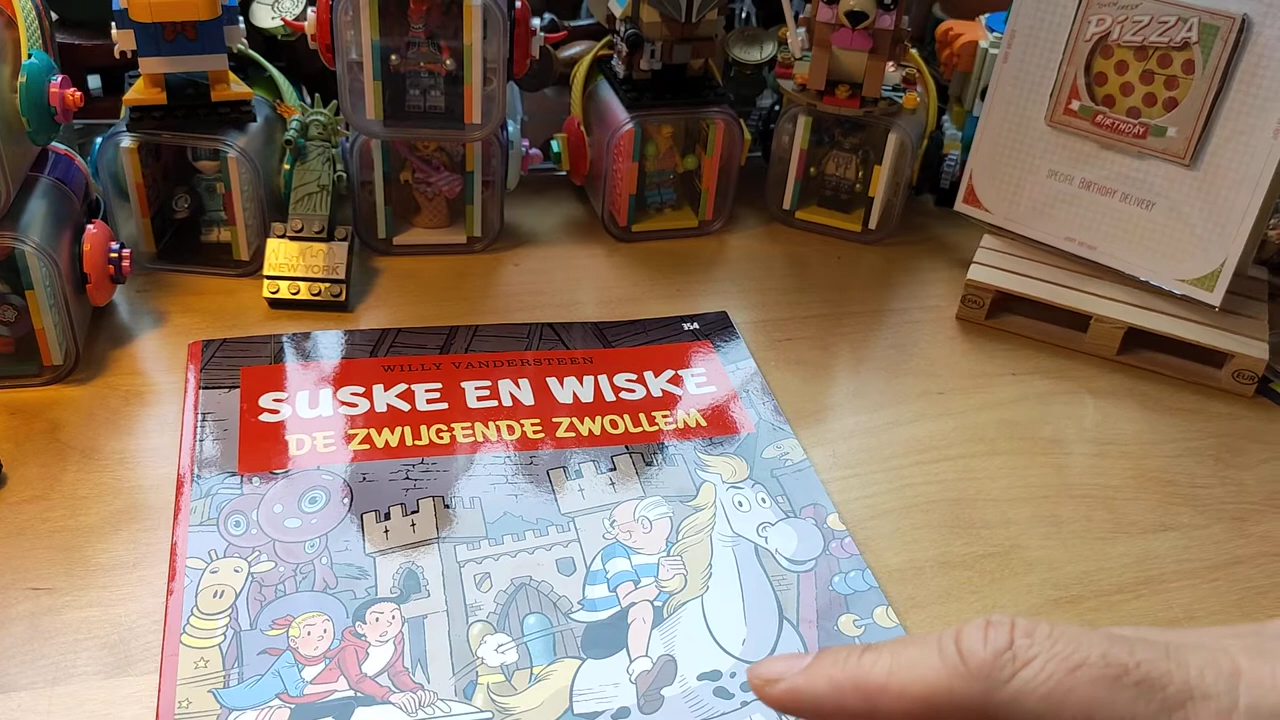 PIZZA
BIRTHDAY
SPECIAL BIRTHDAY DELIVERY
NEW YORK
EPAL
EUR
354
WILLY VANDERSTEEN
SUSKE EN WISKE
DE ZWIJGENDE ZWOLLEM